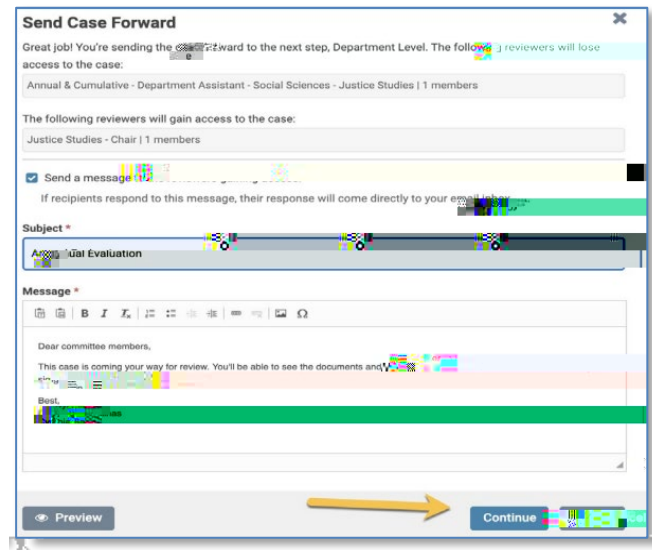 Send Case Forward
Great job! You're sending the ward to the next step, Department Level. The following reviewers will lose
access to the case:
Annual & Cumulative - Department Assistant - Social Sciences - Justice Studies | 1 members
The following reviewers will gain access to the case:
Justice Studies - Chair | 1 members
Send a message
If recipients respond to this message, their response will come directly to your
Subject *
Evaluation
Message *
B I Tx Ω
Dear committee members,
This case is coming your way for review. You'll be able to see the documents and
Best,
Preview
Continue